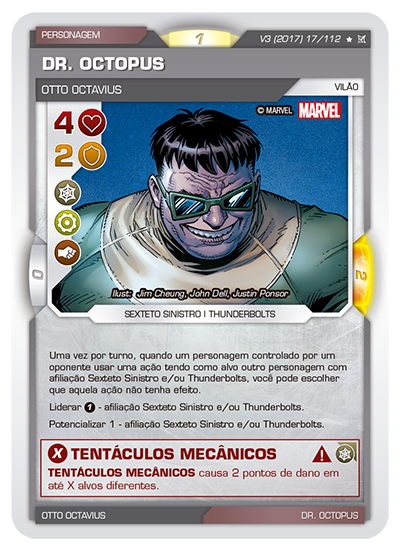 PERSONAGEM
1
V3 (2017) 17/112
DR. OCTOPUS
OTTO OCTAVIUS
VILÃO
4
© MARVEL MARVEL
2
0
2
Ilust: Jim Cheung, John Dell, Justin Ponsor
SEXTETO SINISTRO | THUNDERBOLTS
Uma vez por turno, quando um personagem controlado por um
oponente usar uma ação tendo como alvo outro personagem com
afiliação Sexteto Sinistro e/ou Thunderbolts, você pode escolher
que aquela ação não tenha efeito.
Liderar 1 - afiliação Sexteto Sinistro e/ou Thunderbolts.
Potencializar 1 - afiliação Sexteto Sinistro e/ou Thunderbolts.
X TENTÁCULOS MECÂNICOS
TENTÁCULOS MECÂNICOS causa 2 pontos de dano em
até X alvos diferentes.
OTTO OCTAVIUS
DR. OCTOPUS